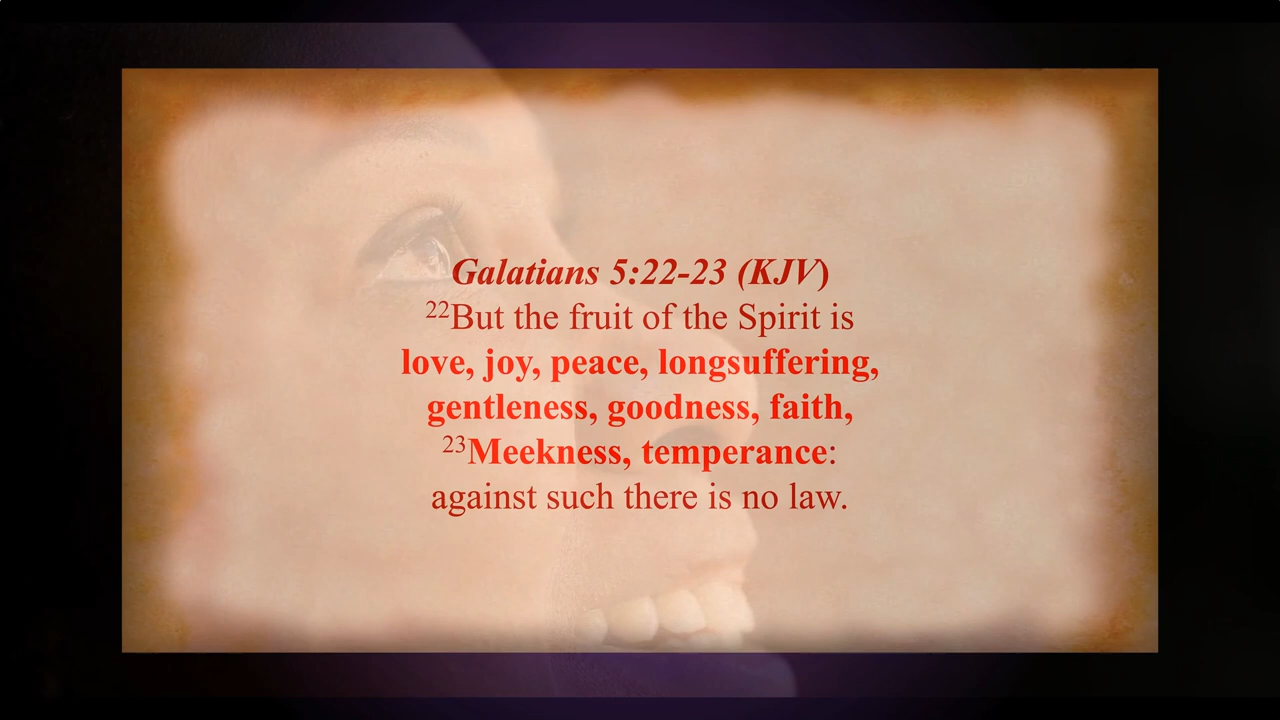 Galatians 5:22-23 (KJV)
22But the fruit of the Spirit is
love, joy, peace, longsuffering,
gentleness, goodness, faith,
23Meekness, temperance:
against such there is no law.